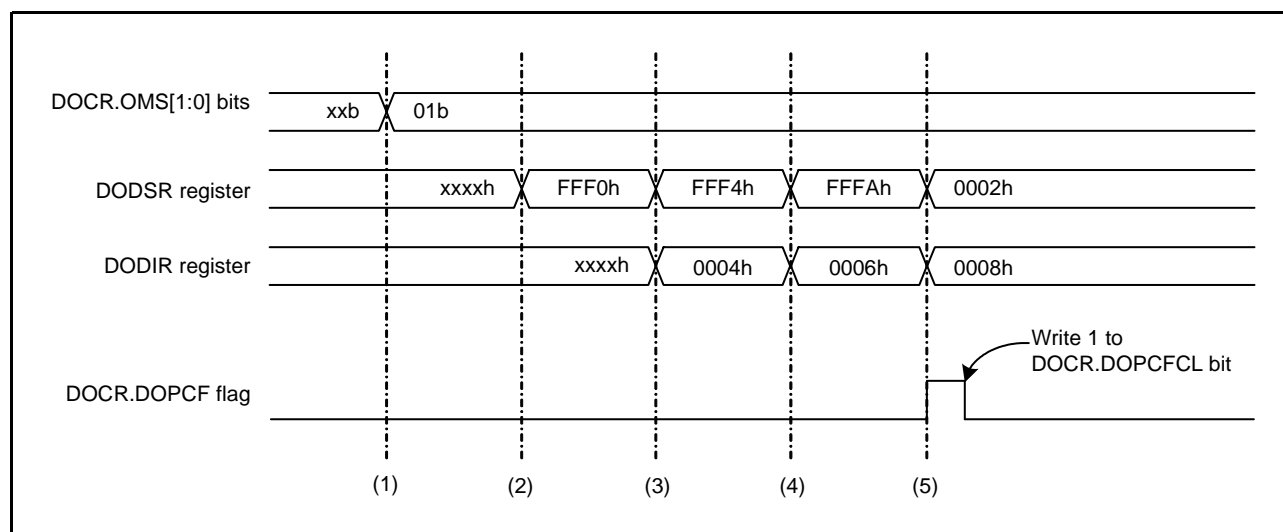 DOCR.OMS[1:0] bits xxb 01b
DODSR register xxxxh FFF0h FFF4h FFFAh 0002h
DODIR register xxxxh 0004h 0006h 0008h
Write 1 to
DOCR.DOPCFCL bit
DOCR.DOPCF flag
(1) (2) (3) (4) (5)